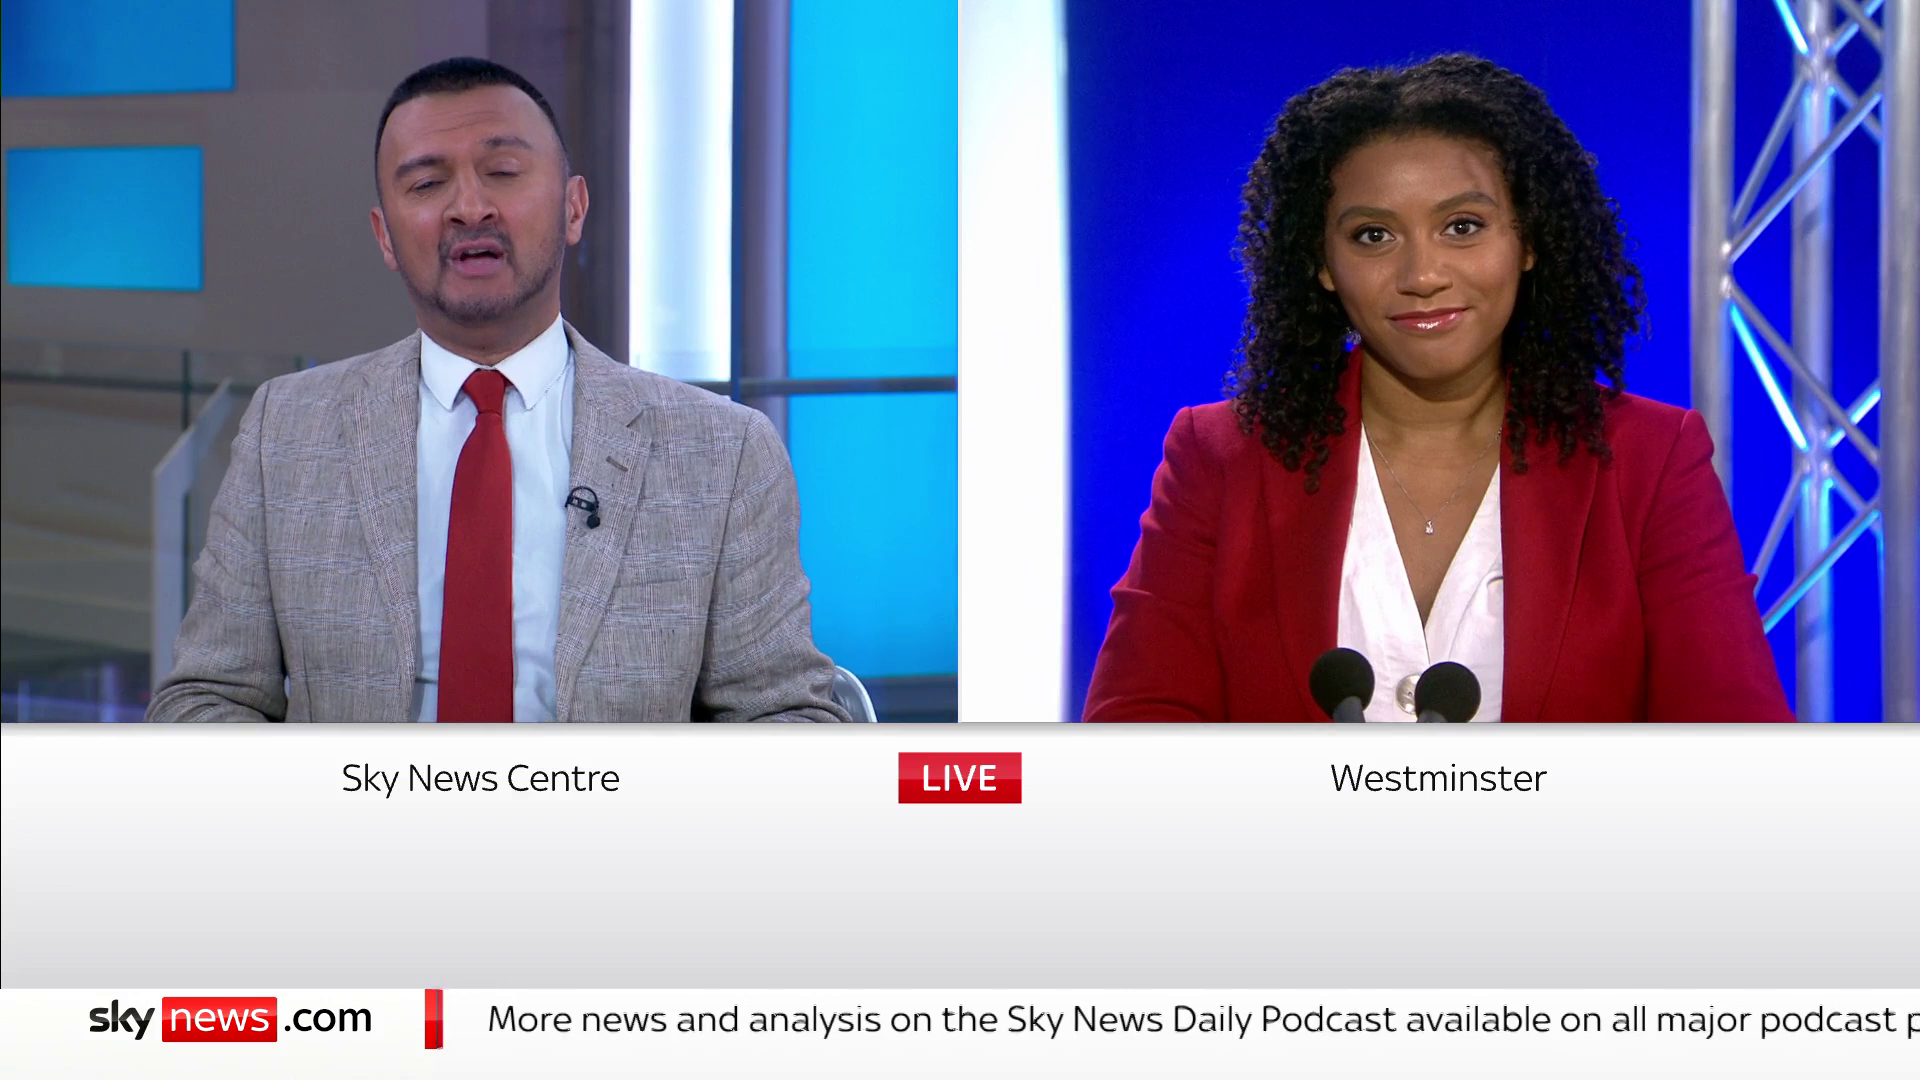 Sky News Centre
LIVE
Westminster
sky news .com
More news and analysis on the Sky News Daily Podcast available on all major podcast p